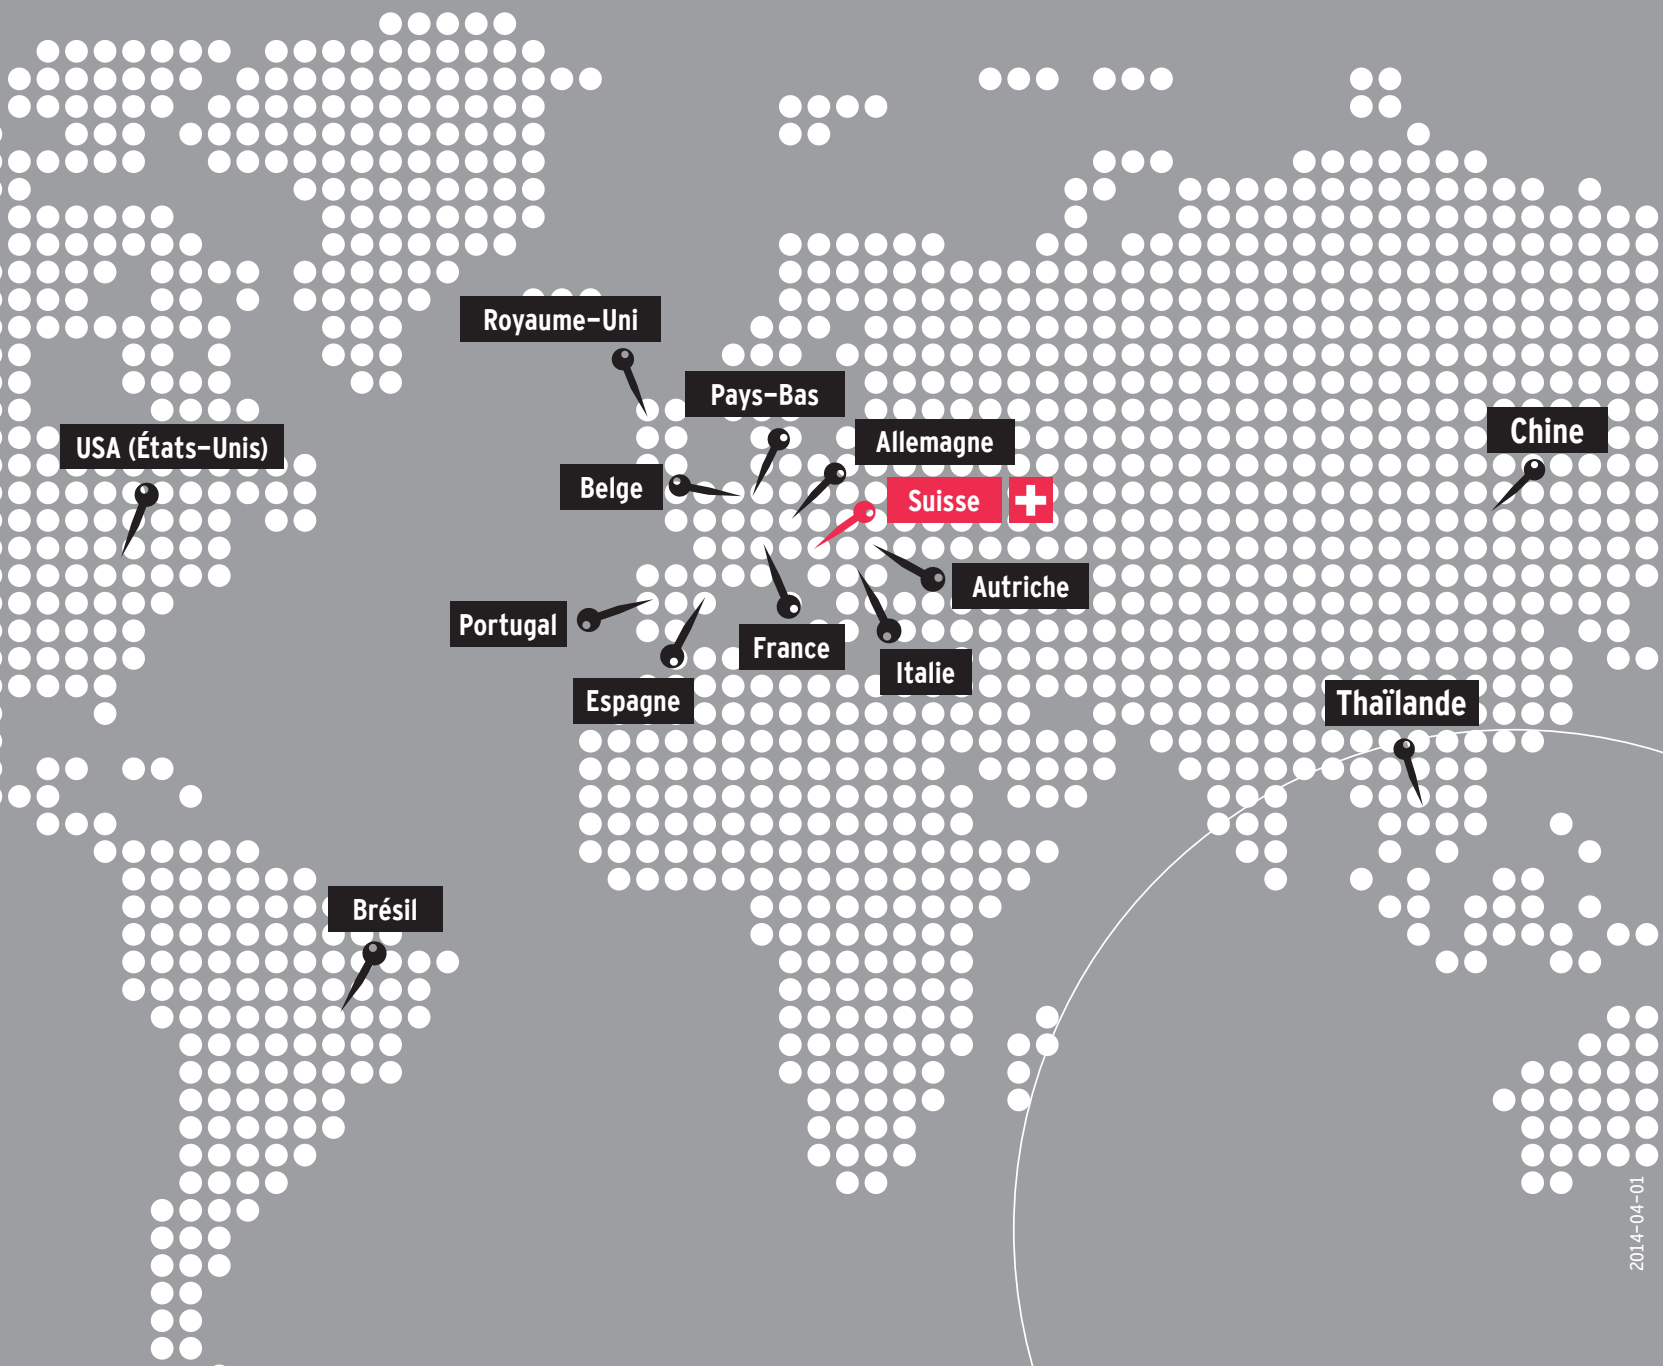 Royaume-Uni
Pays-Bas
USA (États-Unis)
Allemagne
Chine
Belge
Suisse
Autriche
Portugal
France
Italie
Espagne
Thaïlande
Brésil
2014-04-01